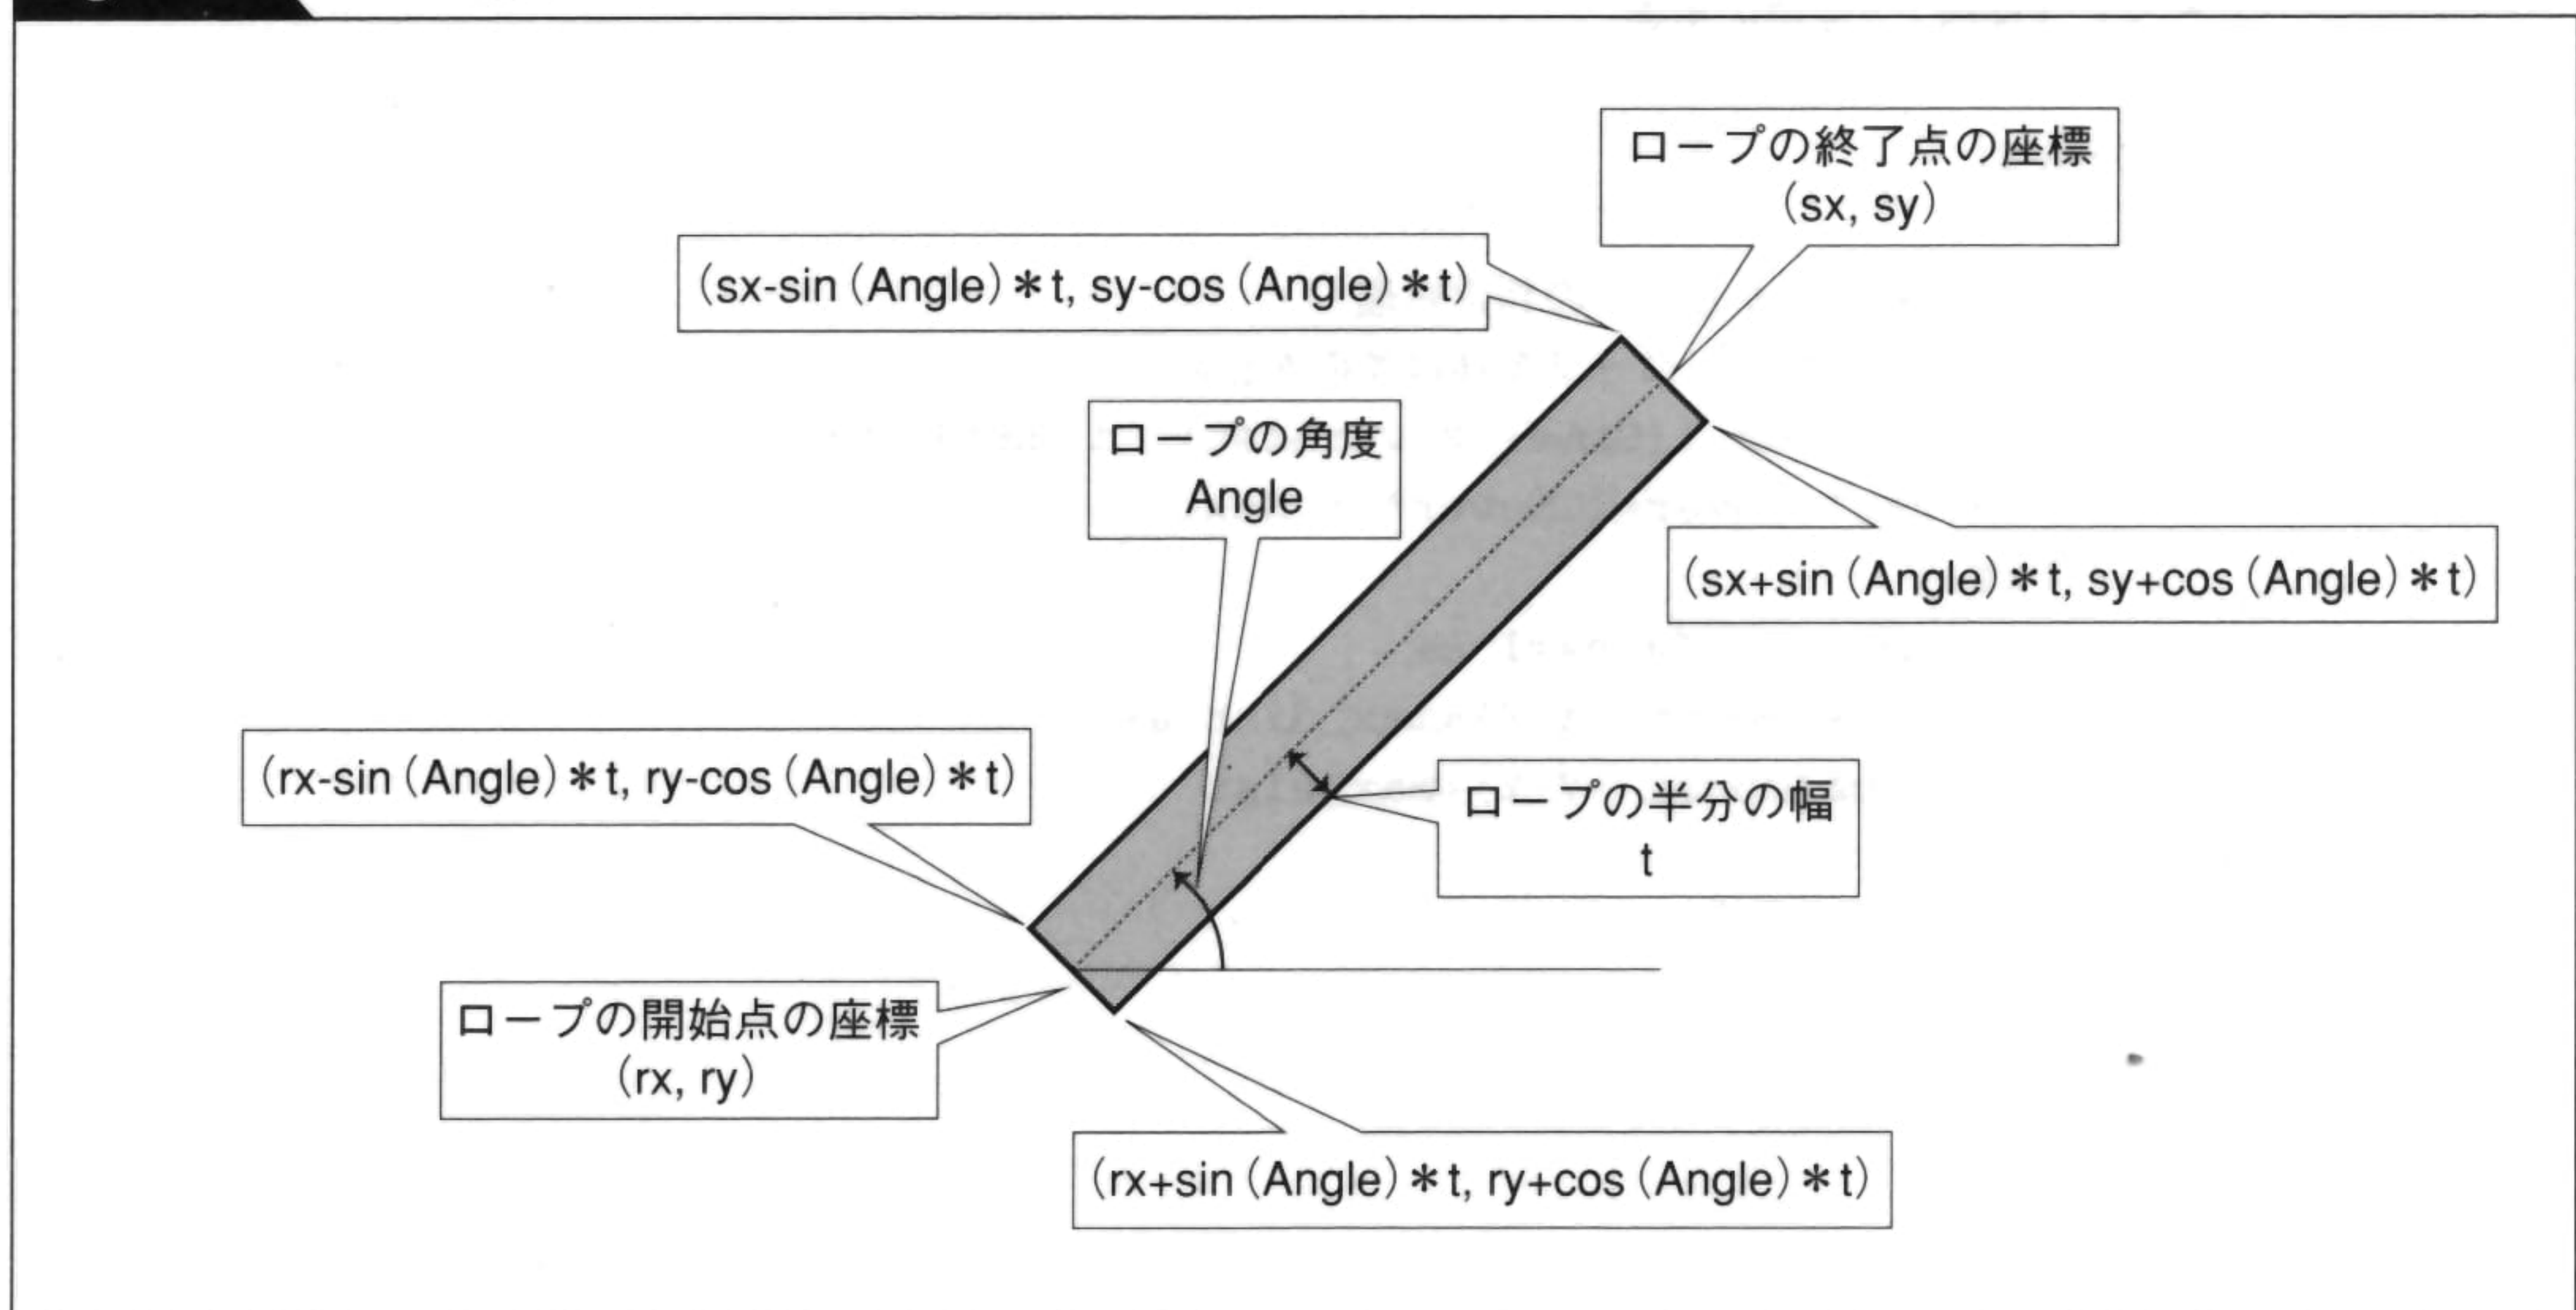 ロープの終了点の座標
(sx, sy)
(sx-sin(Angle)*t, sy-cos(Angle)*t)
ロープの角度
Angle
(sx+sin(Angle)*t, sy+cos(Angle)*t)
(rx-sin(Angle)*t, ry-cos(Angle)*t)
ロープの半分の幅
t
ロープの開始点の座標
(rx, ry)
(rx+sin(Angle)*t, ry+cos(Angle)*t)